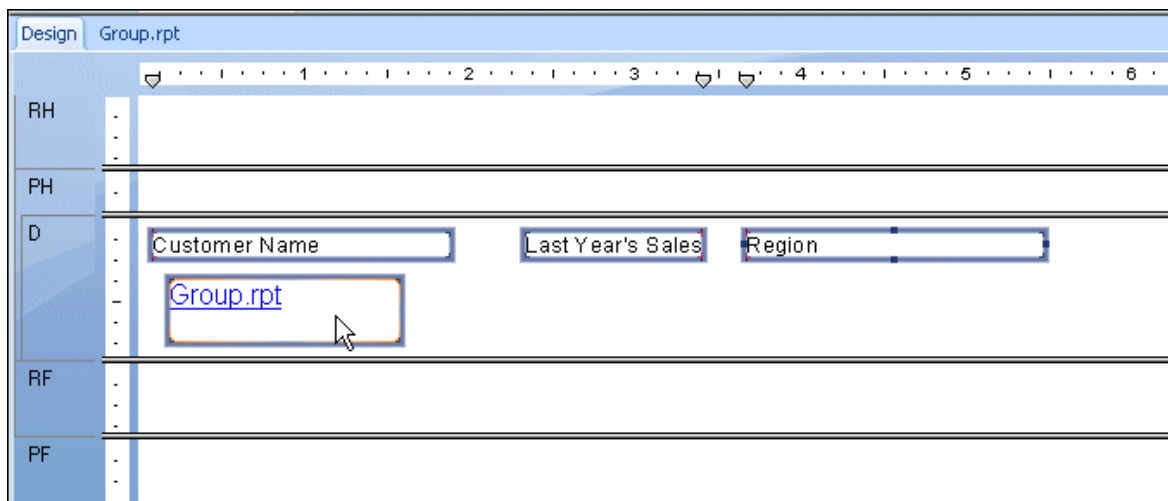 Design Group.rpt
1 2 3 4 5 6
RH
PH
D
Customer Name Last Year's Sales Region
Group.rpt
RF
PF